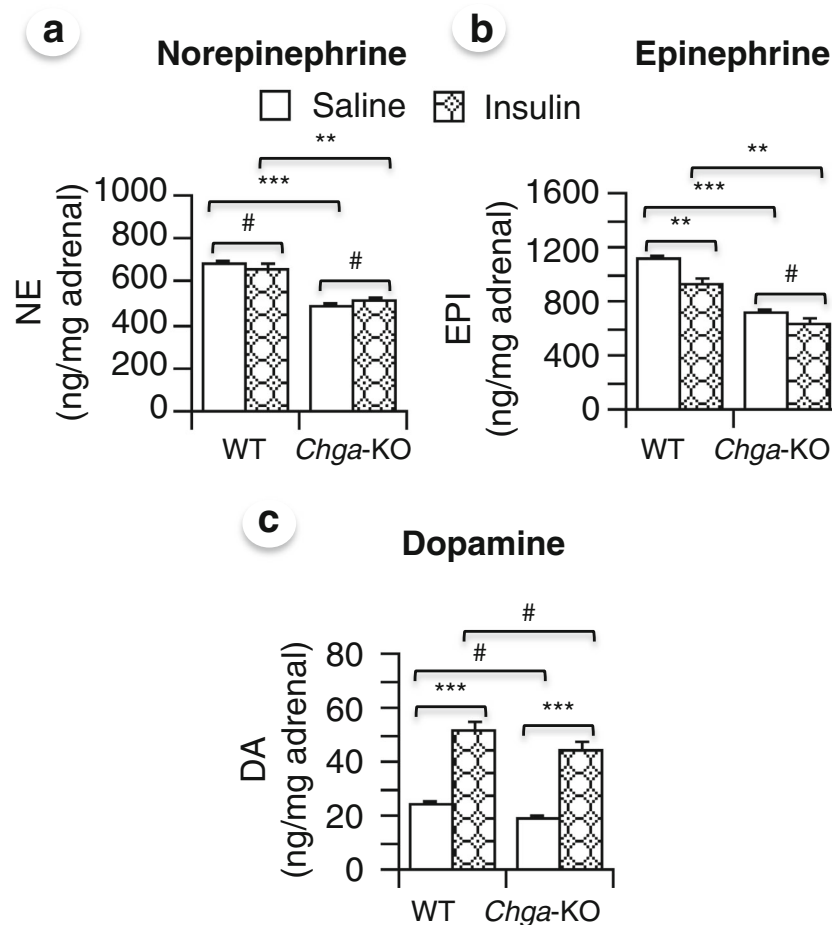 a
Norepinephrine
b
Epinephrine
Saline Insulin
NE
(ng/mg adrenal)
1000
800
600
400
200
0
**
***
#
#
WT Chga-KO
EPI
(ng/mg adrenal)
1600
1200
800
400
0
**
***
**
#
WT Chga-KO
c
Dopamine
DA
(ng/mg adrenal)
80
60
40
20
0
#
#
***
***
WT Chga-KO